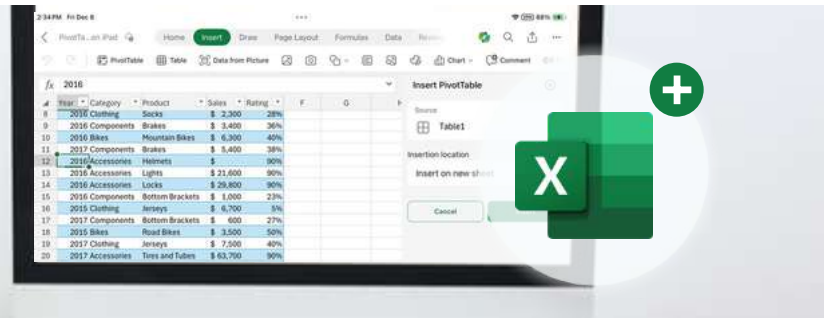 2:34 PM Fri Dec 8
88%
PivotTa...on iPad
Home Insert Draw Page Layout Formulas Data
PivotTable Table Data from Picture Chart Comment
fx 2016
Insert PivotTable
Year Category Product Sales Rating F G H
Source
8 2016 Clothing Socks $ 2,300 28%
9 2016 Components Brakes $ 3,400 36%
Table1
10 2016 Bikes Mountain Bikes $ 6,300 40%
11 2017 Components Brakes $ 5,400 38%
Insertion location
12 2016 Accessories Helmets $ 90%
13 2016 Accessories Lights $ 21,600 90%
Insert on new sheet
14 2016 Accessories Locks $ 29,800 90%
15 2016 Components Bottom Brackets $ 1,000 23%
16 2015 Clothing Jerseys $ 6,700 5%
Cancel
17 2017 Components Bottom Brackets $ 600 27%
18 2015 Bikes Road Bikes $ 3,500 50%
19 2017 Clothing Jerseys $ 7,500 40%
20 2017 Accessories Tires and Tubes $ 63,700 90%
X